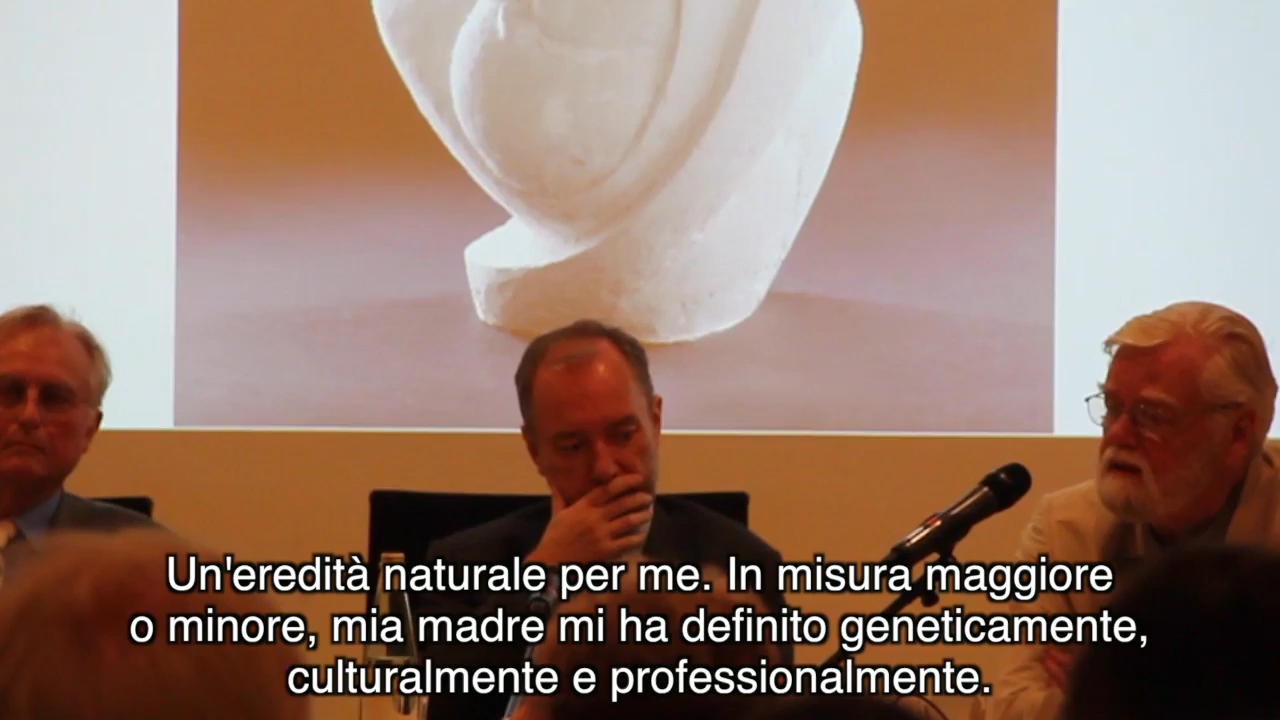 Un'eredità naturale per me. In misura maggiore
o minore, mia madre mi ha definito geneticamente,
culturalmente e professionalmente.